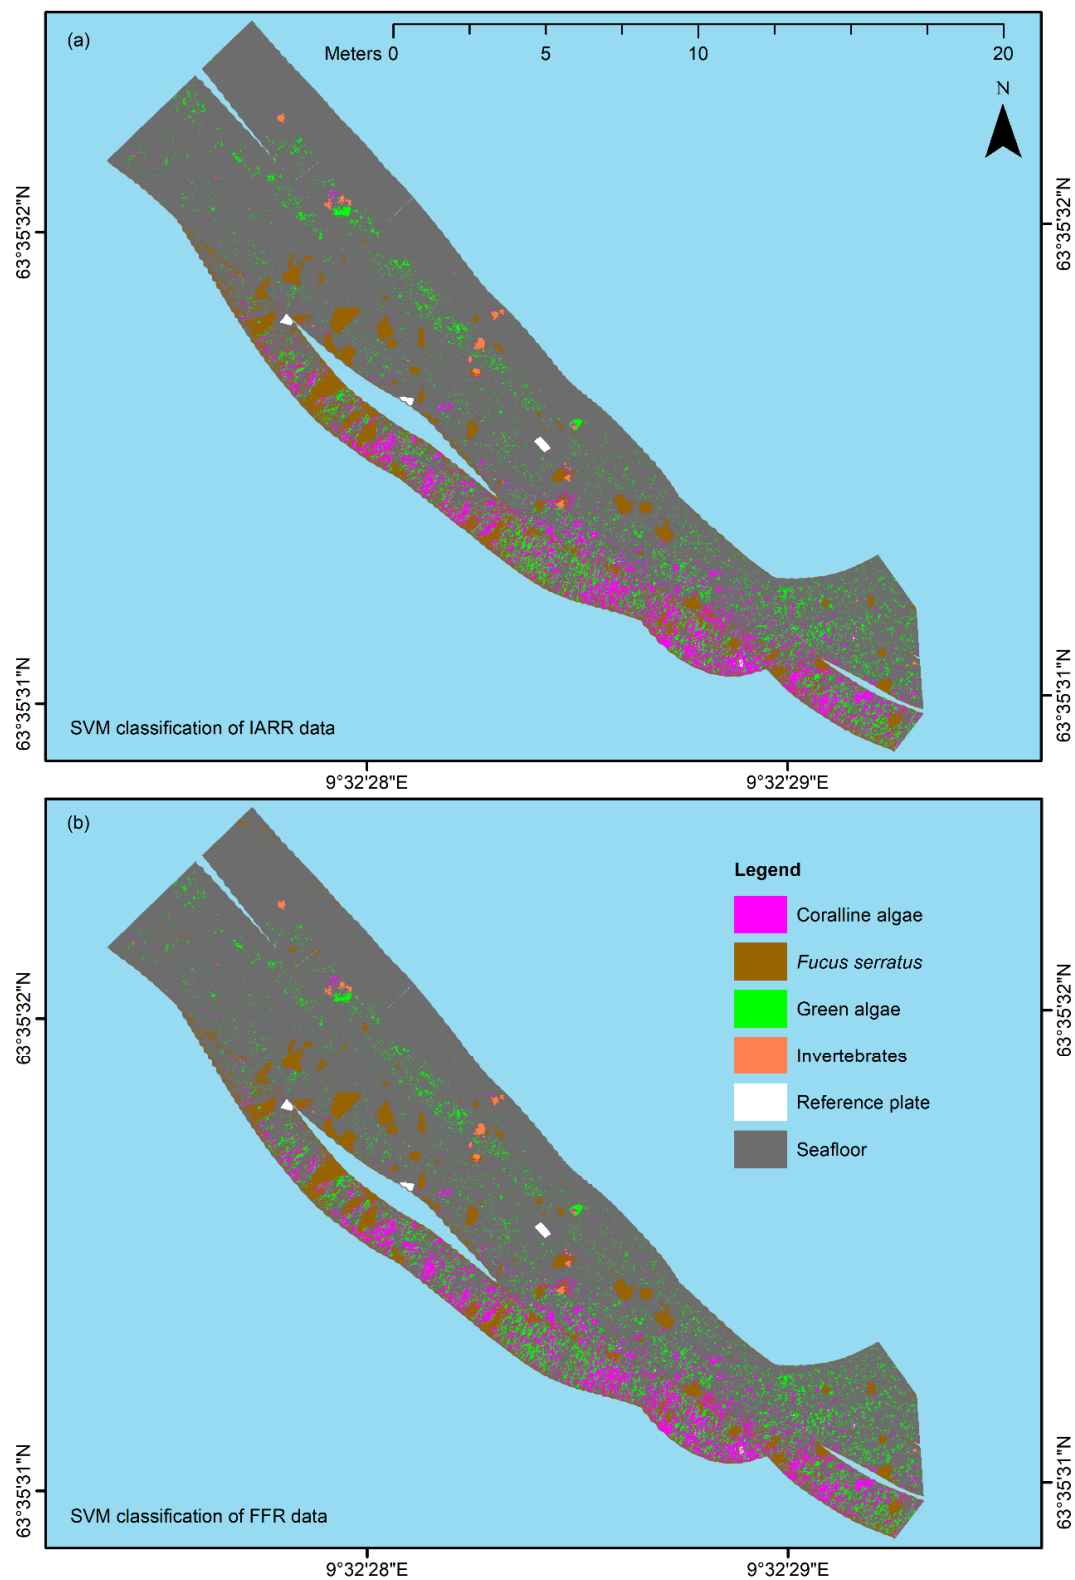 (a)
Meters 0 5 10 20
N
63°35'32"N
63°35'32"N
63°35'31"N
63°35'31"N
SVM classification of IARR data
9°32'28"E
9°32'29"E
(b)
Legend
Coralline algae
Fucus serratus
Green algae
Invertebrates
Reference plate
Seafloor
63°35'32"N
63°35'32"N
63°35'31"N
63°35'31"N
SVM classification of FFR data
9°32'28"E
9°32'29"E